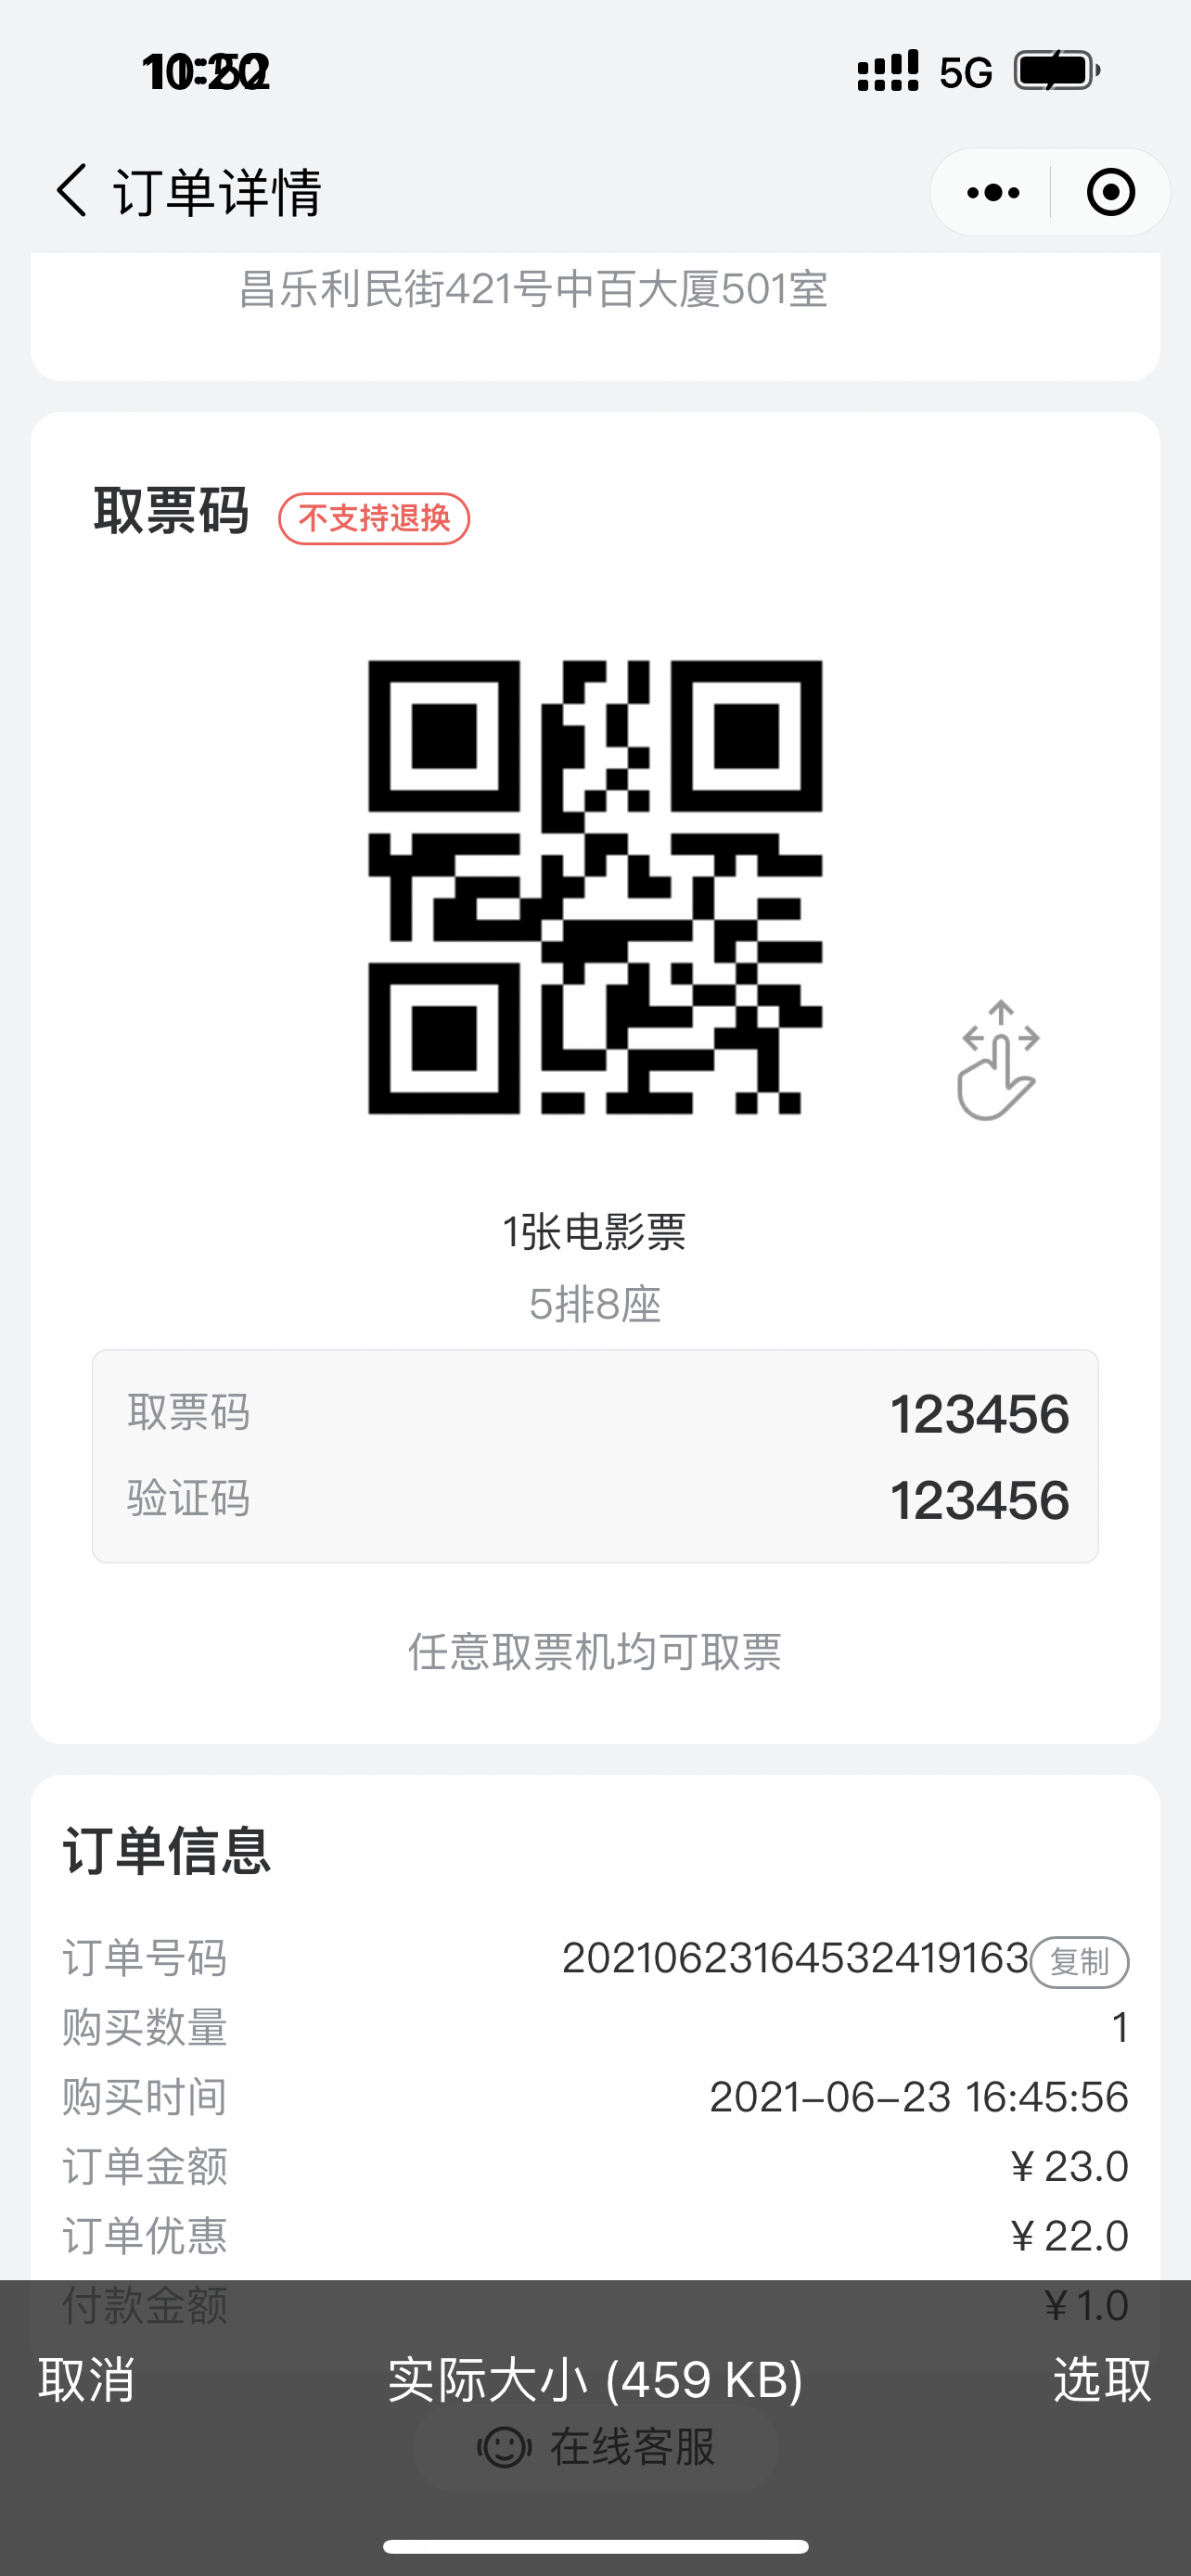 5G
订单详情
昌乐利民街421号中百大厦501室
取票码 不支持退换
1张电影票
5排8座
取票码 123456
验证码 123456
任意取票机均可取票
订单信息
订单号码 20210623164532419163 复制
购买数量 1
购买时间 2021-06-23 16:45:56
订单金额 ¥23.0
订单优惠 ¥22.0
付款金额 ¥1.0
取消 实际大小 (459 KB) 选取
在线客服